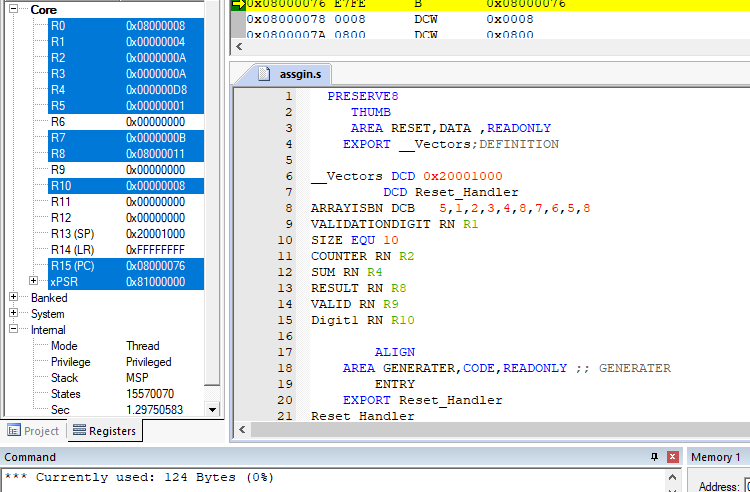 Core
R0 0x08000008
R1 0x00000004
R2 0x0000000A
R3 0x0000000A
R4 0x000000D8
R5 0x00000001
R6 0x00000000
R7 0x0000000B
R8 0x08000011
R9 0x00000000
R10 0x00000008
R11 0x00000000
R12 0x00000000
R13 (SP) 0x20001000
R14 (LR) 0xFFFFFFFF
R15 (PC) 0x08000076
xPSR 0x81000000
Banked
System
Internal
Mode Thread
Privilege Privileged
Stack MSP
States 15570070
Sec 1.29750583
Project Registers
0x08000076 E7FE B 0x08000076
0x08000078 0008 DCW 0x0008
0x0800007A 0800 DCW 0x0800
assgin.s
1 PRESERVE8
2 THUMB
3 AREA RESET,DATA ,READONLY
4 EXPORT __Vectors;DEFINITION
5
6 __Vectors DCD 0x20001000
7 DCD Reset_Handler
8 ARRAYISBN DCB 5,1,2,3,4,8,7,6,5,8
9 VALIDATIONDIGIT RN R1
10 SIZE EQU 10
11 COUNTER RN R2
12 SUM RN R4
13 RESULT RN R8
14 VALID RN R9
15 Digit1 RN R10
16
17 ALIGN
18 AREA GENERATER,CODE,READONLY ;; GENERATER
19 ENTRY
20 EXPORT Reset_Handler
21 Reset_Handler
Command
*** Currently used: 124 Bytes (0%)
Memory 1
Address: